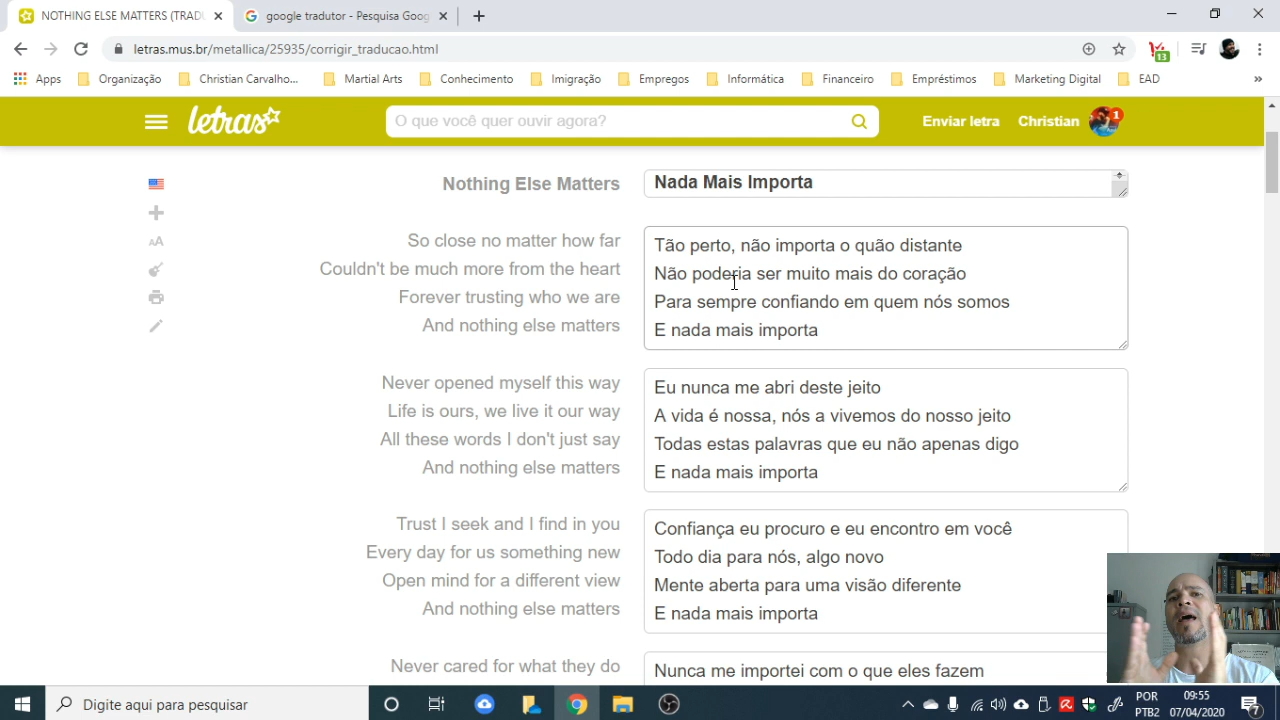 NOTHING ELSE MATTERS (TRADU
google tradutor - Pesquisa Goog
letras.mus.br/metallica/25935/corrigir_traducao.html
13
Apps
Organização
Christian Carvalho...
Martial Arts
Conhecimento
Imigração
Empregos
Informática
Financeiro
Empréstimos
Marketing Digital
EAD
»
letras
O que você quer ouvir agora?
Enviar letra
Christian
1
Nothing Else Matters
Nada Mais Importa
So close no matter how far
Tão perto, não importa o quão distante
Couldn't be much more from the heart
Não poderia ser muito mais do coração
Forever trusting who we are
Para sempre confiando em quem nós somos
And nothing else matters
E nada mais importa
Never opened myself this way
Eu nunca me abri deste jeito
Life is ours, we live it our way
A vida é nossa, nós a vivemos do nosso jeito
All these words I don't just say
Todas estas palavras que eu não apenas digo
And nothing else matters
E nada mais importa
Trust I seek and I find in you
Confiança eu procuro e eu encontro em você
Every day for us something new
Todo dia para nós, algo novo
Open mind for a different view
Mente aberta para uma visão diferente
And nothing else matters
E nada mais importa
Never cared for what they do
Nunca me importei com o que eles fazem
AA
Digite aqui para pesquisar
POR
PTB2
09:55
07/04/2020
7